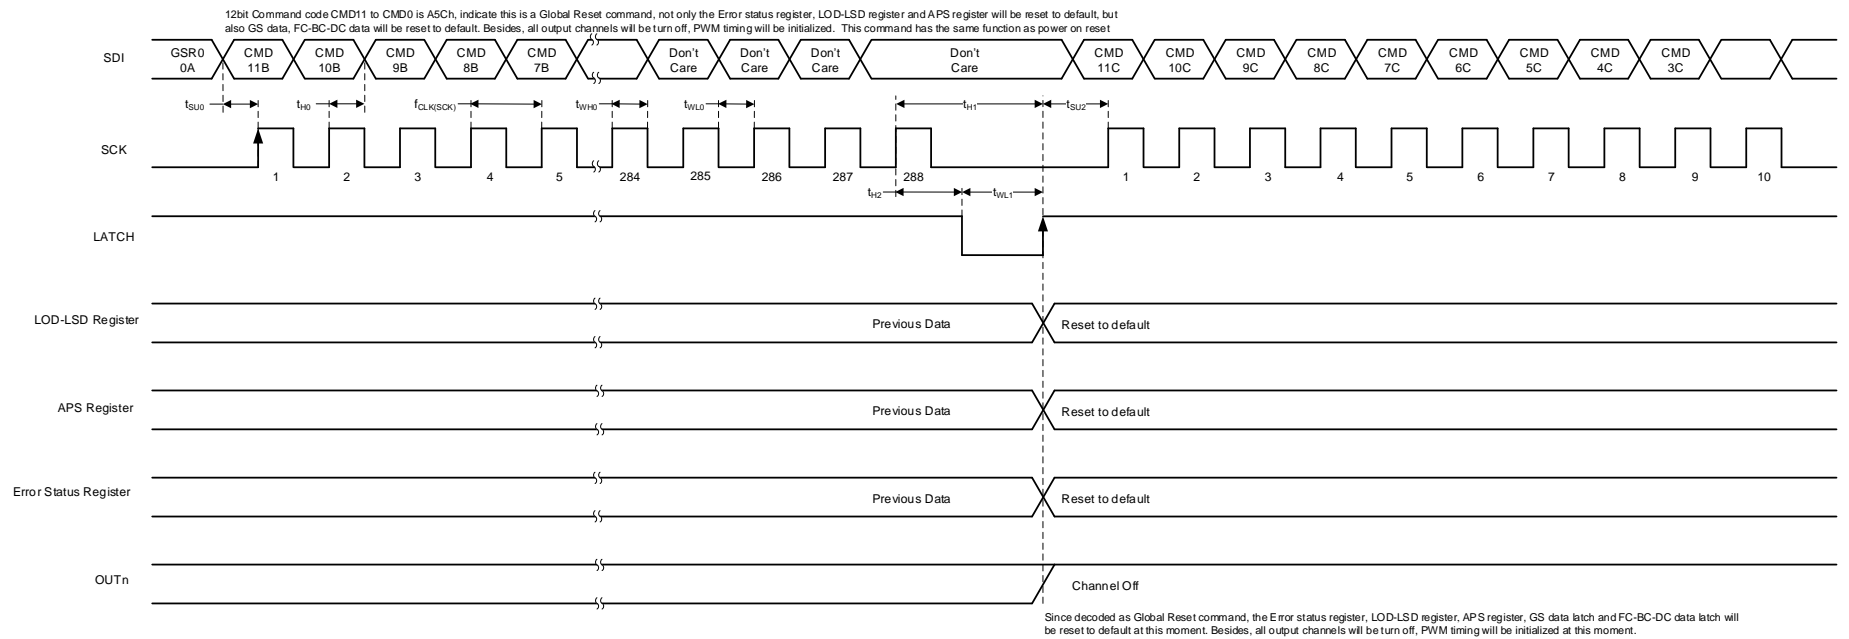 12bit Command code CMD11 to CMD0 is A5Ch, indicate this is a Global Reset command, not only the Error status register, LOD-LSD register and APS register will be reset to default, but
also GS data, FC-BC-DC data will be reset to default. Besides, all output channels will be turn off, PWM timing will be initialized. This command has the same function as power on reset
SDI
GSR0 0A
CMD 11B
CMD 10B
CMD 9B
CMD 8B
CMD 7B
Don't Care
Don't Care
Don't Care
Don't Care
CMD 11C
CMD 10C
CMD 9C
CMD 8C
CMD 7C
CMD 6C
CMD 5C
CMD 4C
CMD 3C
tSU0
tH0
fCLK(SCK)
tWH0
tWL0
tH1
tSU2
SCK
1
2
3
4
5
284
285
286
287
288
1
2
3
4
5
6
7
8
9
10
tH2
tWL1
LATCH
LOD-LSD Register
Previous Data
Reset to default
APS Register
Previous Data
Reset to default
Error Status Register
Previous Data
Reset to default
OUTn
Channel Off
Since decoded as Global Reset command, the Error status register, LOD-LSD register, APS register, GS data latch and FC-BC-DC data latch will
be reset to default at this moment. Besides, all output channels will be turn off, PWM timing will be initialized at this moment.